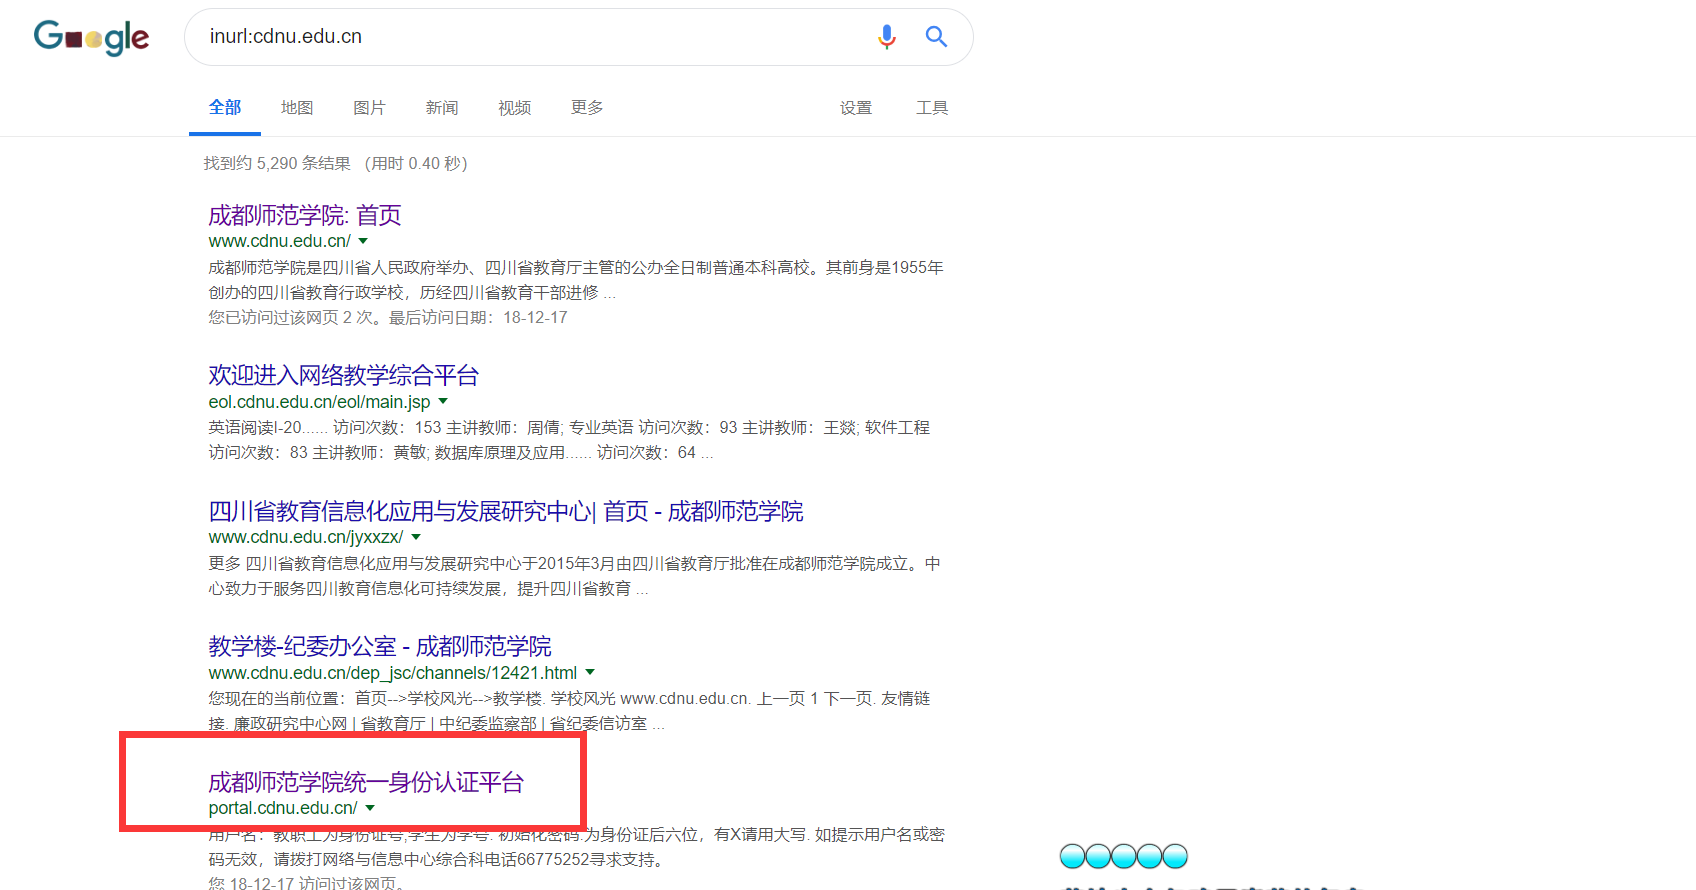 Google
inurl:cdnu.edu.cn
全部 地图 图片 新闻 视频 更多 设置 工具
找到约 5,290 条结果 （用时 0.40 秒）
成都师范学院: 首页
www.cdnu.edu.cn/
成都师范学院是四川省人民政府举办、四川省教育厅主管的公办全日制普通本科高校。其前身是1955年
创办的四川省教育行政学校，历经四川省教育干部进修 ...
您已访问过该网页 2 次。最后访问日期：18-12-17
欢迎进入网络教学综合平台
eol.cdnu.edu.cn/eol/main.jsp
英语阅读I-20...... 访问次数：153 主讲教师：周倩; 专业英语 访问次数：93 主讲教师：王燚; 软件工程
访问次数：83 主讲教师：黄敏; 数据库原理及应用...... 访问次数：64 ...
四川省教育信息化应用与发展研究中心| 首页 - 成都师范学院
www.cdnu.edu.cn/jyxxzx/
更多 四川省教育信息化应用与发展研究中心于2015年3月由四川省教育厅批准在成都师范学院成立。中
心致力于服务四川教育信息化可持续发展，提升四川省教育 ...
教学楼-纪委办公室 - 成都师范学院
www.cdnu.edu.cn/dep_jsc/channels/12421.html
您现在的当前位置：首页-->学校风光-->教学楼. 学校风光 www.cdnu.edu.cn. 上一页 1 下一页. 友情链
接. 廉政研究中心网 | 省教育厅 | 中纪委监察部 | 省纪委信访室 ...
成都师范学院统一身份认证平台
portal.cdnu.edu.cn/
用户名：教职工为身份证号,学生为学号. 初始化密码:为身份证后六位，有X请用大写. 如提示用户名或密
码无效，请拨打网络与信息中心综合科电话66775252寻求支持。
您 18-12-17 访问过该网页。